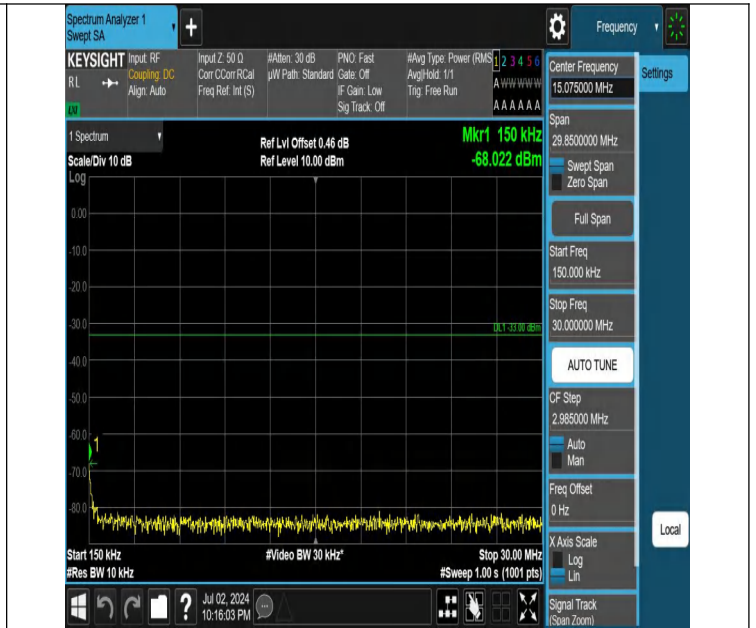 Spectrum Analyzer 1
Swept SA
+
Frequency
KEYSIGHT
RL
LXI
Input: RF
Coupling: DC
Align: Auto
Input Z: 50 Ω
Corr CCorr RCal
Freq Ref: Int (S)
#Atten: 30 dB
µW Path: Standard
PNO: Fast
Gate: Off
IF Gain: Low
Sig Track: Off
#Avg Type: Power (RMS
Avg|Hold: 1/1
Trig: Free Run
1 2 3 4 5 6
A W W W W W
A A A A A A
1 Spectrum
Scale/Div 10 dB
Ref Lvl Offset 0.46 dB
Ref Level 10.00 dBm
Mkr1 150 kHz
-68.022 dBm
Log
0.00
-10.0
-20.0
-30.0
DL1 -33.00 dBm
-40.0
-50.0
-60.0
1
-70.0
-80.0
Start 150 kHz
#Res BW 10 kHz
#Video BW 30 kHz*
Stop 30.00 MHz
#Sweep 1.00 s (1001 pts)
?
Jul 02, 2024
10:16:03 PM
Center Frequency
15.075000 MHz
Settings
Span
29.8500000 MHz
Swept Span
Zero Span
Full Span
Start Freq
150.000 kHz
Stop Freq
30.000000 MHz
AUTO TUNE
CF Step
2.985000 MHz
Auto
Man
Freq Offset
0 Hz
Local
X Axis Scale
Log
Lin
Signal Track
(Span Zoom)